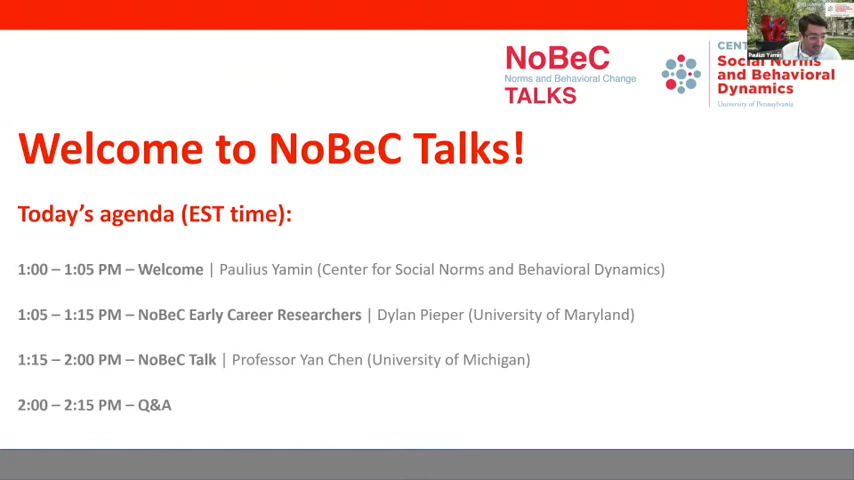 NoBeC
Norms and Behavioral Change
TALKS
CENT
Social Norms
and Behavioral
Dynamics
University of Pennsylvania
Paulius Yamin
Welcome to NoBeC Talks!
Today's agenda (EST time):
1:00 – 1:05 PM – Welcome | Paulius Yamin (Center for Social Norms and Behavioral Dynamics)
1:05 – 1:15 PM – NoBeC Early Career Researchers | Dylan Pieper (University of Maryland)
1:15 – 2:00 PM – NoBeC Talk | Professor Yan Chen (University of Michigan)
2:00 – 2:15 PM – Q&A